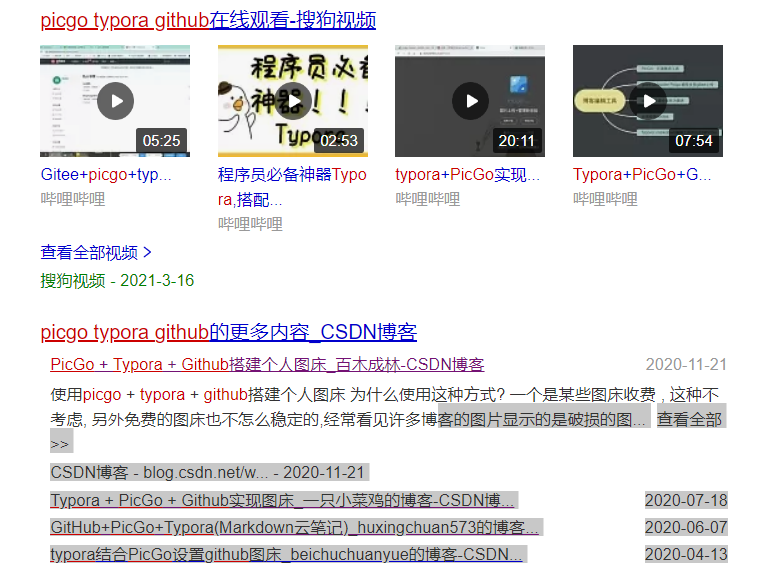 picgo typora github在线观看-搜狗视频
程序员必备
神器！！！
Typora
05:25
02:53
20:11
博客编辑工具
07:54
Gitee+picgo+typ...
程序员必备神器Typo
ra,搭配...
typora+PicGo实现...
Typora+PicGo+G...
哔哩哔哩
哔哩哔哩
哔哩哔哩
哔哩哔哩
查看全部视频 >
搜狗视频 - 2021-3-16
picgo typora github的更多内容_CSDN博客
PicGo + Typora + Github搭建个人图床_百木成林-CSDN博客 2020-11-21
使用picgo + typora + github搭建个人图床 为什么使用这种方式? 一个是某些图床收费 , 这种不
考虑, 另外免费的图床也不怎么稳定的,经常看见许多博客的图片显示的是破损的图... 查看全部
>>
CSDN博客 - blog.csdn.net/w... - 2020-11-21
Typora + PicGo + Github实现图床_一只小菜鸡的博客-CSDN博... 2020-07-18
GitHub+PicGo+Typora(Markdown云笔记)_huxingchuan573的博客... 2020-06-07
typora结合PicGo设置github图床_beichuchuanyue的博客-CSDN... 2020-04-13